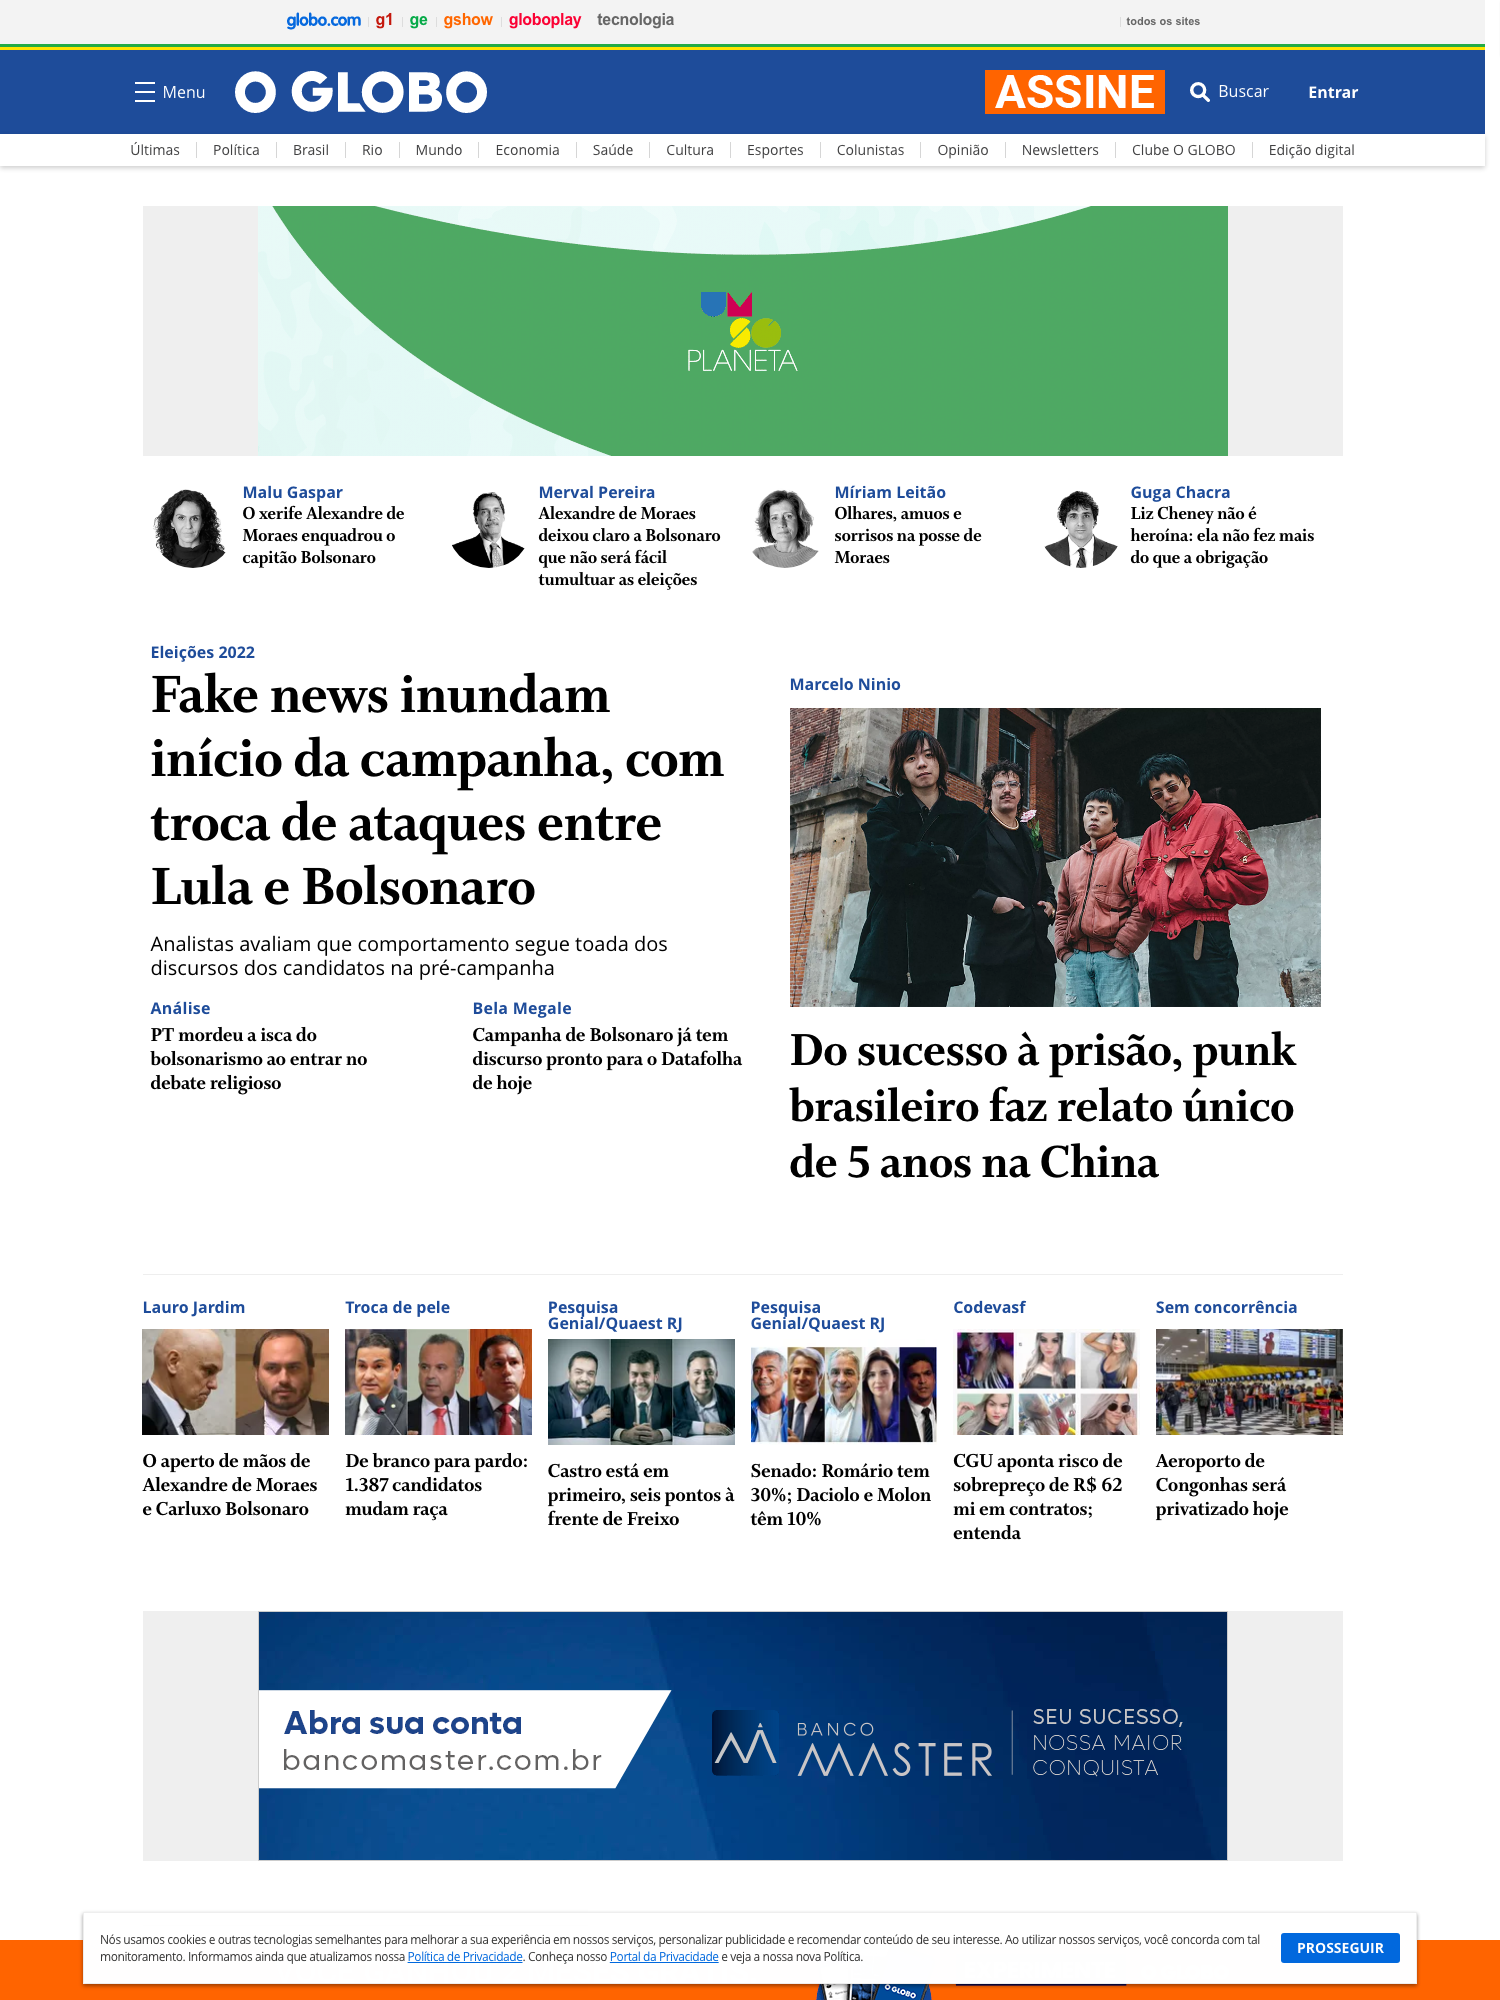 globo.com g1 ge gshow globoplay tecnologia todos os sites
Menu O GLOBO ASSINE Buscar Entrar
Últimas Política Brasil Rio Mundo Economia Saúde Cultura Esportes Colunistas Opinião Newsletters Clube O GLOBO Edição digital
UM
SÓ
PLANETA
Malu Gaspar
O xerife Alexandre de
Moraes enquadrou o
capitão Bolsonaro
Merval Pereira
Alexandre de Moraes
deixou claro a Bolsonaro
que não será fácil
tumultuar as eleições
Míriam Leitão
Olhares, amuos e
sorrisos na posse de
Moraes
Guga Chacra
Liz Cheney não é
heroína: ela não fez mais
do que a obrigação
Eleições 2022
Fake news inundam
início da campanha, com
troca de ataques entre
Lula e Bolsonaro
Analistas avaliam que comportamento segue toada dos
discursos dos candidatos na pré-campanha
Análise
PT mordeu a isca do
bolsonarismo ao entrar no
debate religioso
Bela Megale
Campanha de Bolsonaro já tem
discurso pronto para o Datafolha
de hoje
Marcelo Ninio
Do sucesso à prisão, punk
brasileiro faz relato único
de 5 anos na China
Lauro Jardim
O aperto de mãos de
Alexandre de Moraes
e Carluxo Bolsonaro
Troca de pele
De branco para pardo:
1.387 candidatos
mudam raça
Pesquisa
Genial/Quaest RJ
Castro está em
primeiro, seis pontos à
frente de Freixo
Pesquisa
Genial/Quaest RJ
Senado: Romário tem
30%; Daciolo e Molon
têm 10%
Codevasf
CGU aponta risco de
sobrepreço de R$ 62
mi em contratos;
entenda
Sem concorrência
Aeroporto de
Congonhas será
privatizado hoje
Abra sua conta
bancomaster.com.br
BANCO
MASTER
SEU SUCESSO,
NOSSA MAIOR
CONQUISTA
Nós usamos cookies e outras tecnologias semelhantes para melhorar a sua experiência em nossos serviços, personalizar publicidade e recomendar conteúdo de seu interesse. Ao utilizar nossos serviços, você concorda com tal
monitoramento. Informamos ainda que atualizamos nossa Política de Privacidade. Conheça nosso Portal da Privacidade e veja a nossa nova Política.
PROSSEGUIR
O GLOBO